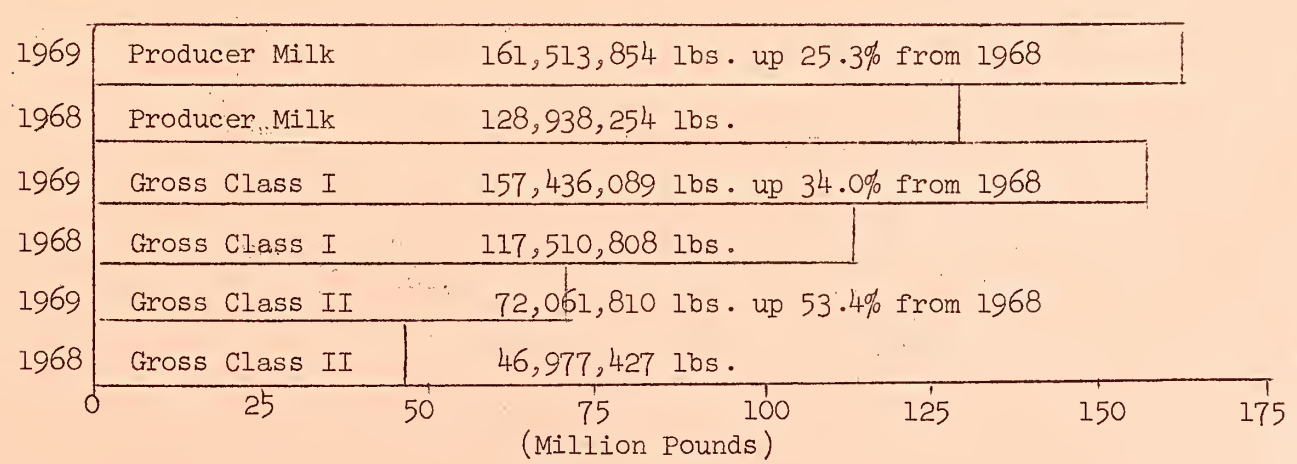 1969 Producer Milk 161,513,854 lbs. up 25.3% from 1968
1968 Producer Milk 128,938,254 lbs.
1969 Gross Class I 157,436,089 lbs. up 34.0% from 1968
1968 Gross Class I 117,510,808 lbs.
1969 Gross Class II 72,061,810 lbs. up 53.4% from 1968
1968 Gross Class II 46,977,427 lbs.
0 25 50 75 100 125 150 175
(Million Pounds)